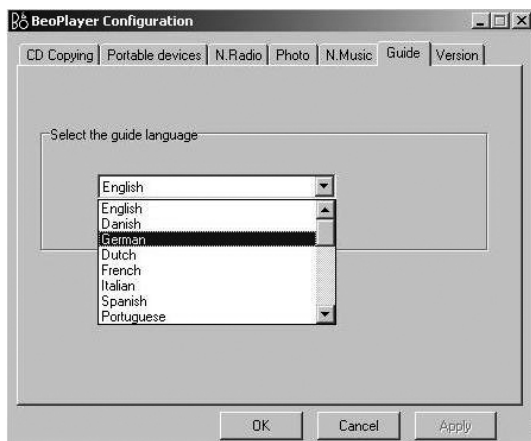 B&O BeoPlayer Configuration
CD Copying Portable devices N.Radio Photo N.Music Guide Version
Select the guide language
English
English
Danish
German
Dutch
French
Italian
Spanish
Portuguese
OK Cancel Apply